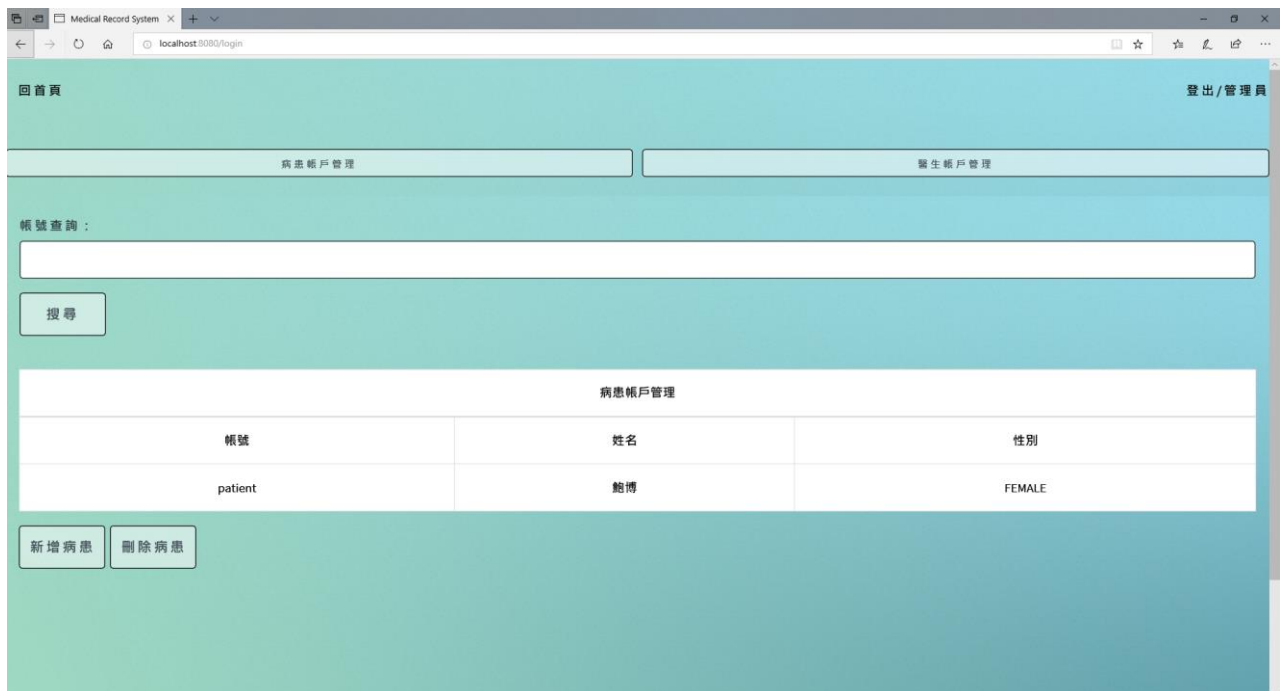 Medical Record System
localhost:8080/login
回首頁
登出/管理員
病患帳戶管理
醫生帳戶管理
帳號查詢：
搜尋
病患帳戶管理
帳號 姓名 性別
patient 鮑博 FEMALE
新增病患 刪除病患